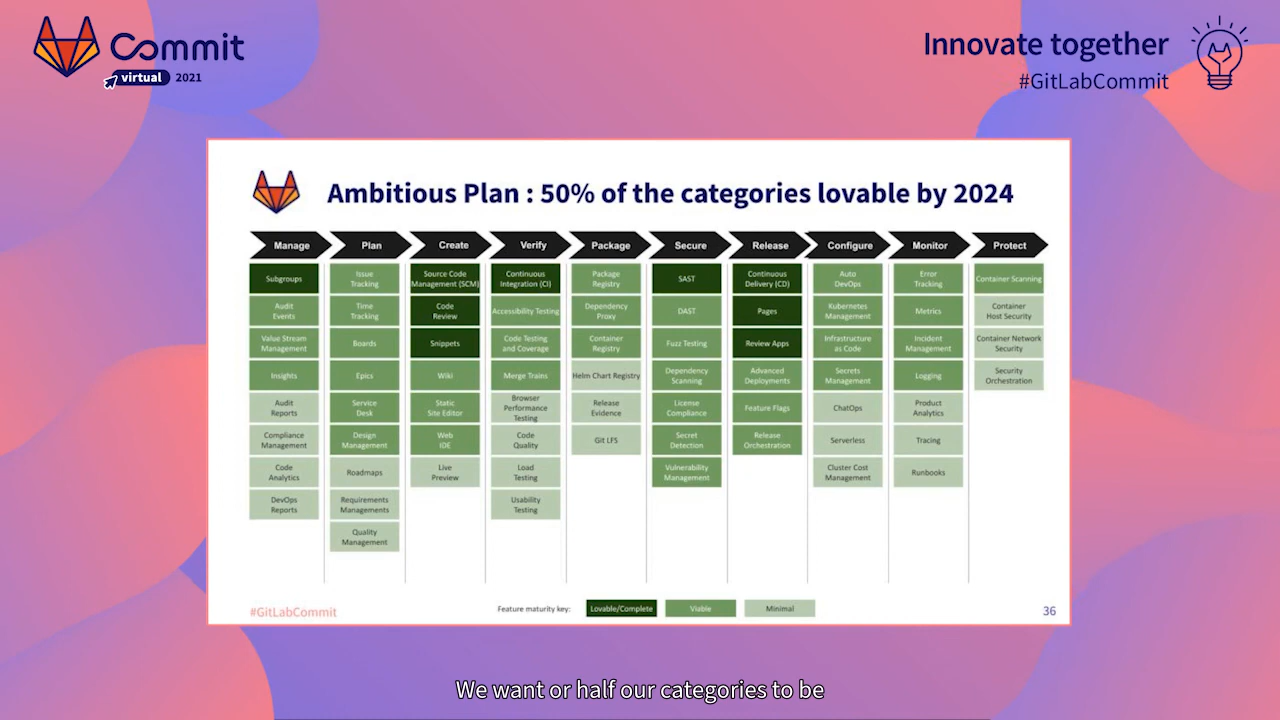 Commit
virtual 2021
Innovate together
#GitLabCommit
Ambitious Plan : 50% of the categories lovable by 2024
Manage
Plan
Create
Verify
Package
Secure
Release
Configure
Monitor
Protect
Subgroups
Audit
Events
Value Stream
Management
Insights
Audit
Reports
Compliance
Management
Code
Analytics
DevOps
Reports
Issue
Tracking
Time
Tracking
Boards
Epics
Service
Desk
Design
Management
Roadmaps
Requirements
Managements
Quality
Management
Source Code
Management (SCM)
Code
Review
Snippets
Wiki
Static
Site Editor
Web
IDE
Live
Preview
Continuous
Integration (CI)
Accessibility Testing
Code Testing
and Coverage
Merge Trains
Browser
Performance
Testing
Code
Quality
Load
Testing
Usability
Testing
Package
Registry
Dependency
Proxy
Container
Registry
Helm Chart Registry
Release
Evidence
Git LFS
SAST
DAST
Fuzz Testing
Dependency
Scanning
License
Compliance
Secret
Detection
Vulnerability
Management
Continuous
Delivery (CD)
Pages
Review Apps
Advanced
Deployments
Feature Flags
Release
Orchestration
Auto
DevOps
Kubernetes
Management
Infrastructure
as Code
Secrets
Management
ChatOps
Serverless
Cluster Cost
Management
Error
Tracking
Metrics
Incident
Management
Logging
Product
Analytics
Tracing
Runbooks
Container Scanning
Container
Host Security
Container Network
Security
Security
Orchestration
#GitLabCommit
Feature maturity key:
Lovable/Complete
Viable
Minimal
36
We want or half our categories to be